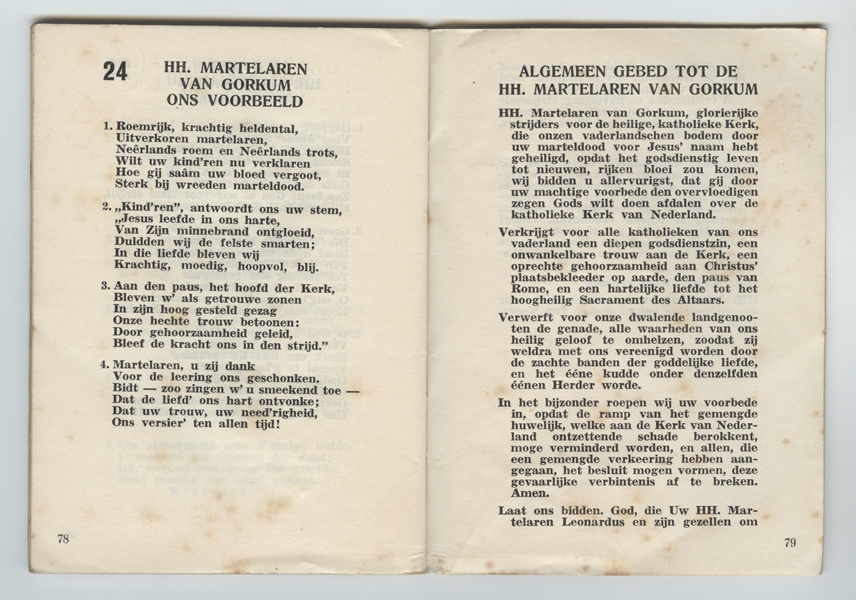 24
HH. MARTELAREN
VAN GORKUM
ONS VOORBEELD
1. Roemrijk, krachtig heldental,
Uitverkoren martelaren,
Neêrlands roem en Neêrlands trots,
Wilt uw kind'ren nu verklaren
Hoe gij saâm uw bloed vergoot,
Sterk bij wreeden marteldood.
2. „Kind'ren", antwoordt ons uw stem,
„Jesus leefde in ons harte,
Van Zijn minnebrand ontgloeid,
Duldden wij de felste smarten;
In die liefde bleven wij
Krachtig, moedig, hoopvol, blij.
3. Aan den paus, het hoofd der Kerk,
Bleven w' als getrouwe zonen
In zijn hoog gesteld gezag
Onze hechte trouw betoonen:
Door gehoorzaamheid geleid,
Bleef de kracht ons in den strijd."
4. Martelaren, u zij dank
Voor de leering ons geschonken.
Bidt — zoo zingen w' u smeekend toe —
Dat de liefd' ons hart ontvonke;
Dat uw trouw, uw need'righeid,
Ons versier' ten allen tijd!
78
ALGEMEEN GEBED TOT DE
HH. MARTELAREN VAN GORKUM
HH. Martelaren van Gorkum, glorierijke
strijders voor de heilige, katholieke Kerk,
die onzen vaderlandschen bodem door
uw marteldood voor Jesus' naam hebt
geheiligd, opdat het godsdienstig leven
tot nieuwen, rijken bloei zou komen,
wij bidden u allervurigst, dat gij door
uw machtige voorbede den overvloedigen
zegen Gods wilt doen afdalen over de
katholieke Kerk van Nederland.
Verkrijgt voor alle katholieken van ons
vaderland een diepen godsdienstzin, een
onwankelbare trouw aan de Kerk, een
oprechte gehoorzaamheid aan Christus'
plaatsbekleeder op aarde, den paus van
Rome, en een hartelijke liefde tot het
hoogheilig Sacrament des Altaars.
Verwerft voor onze dwalende landgenoo-
ten de genade, alle waarheden van ons
heilig geloof te omhelzen, zoodat zij
weldra met ons vereenigd worden door
de zachte banden der goddelijke liefde,
en het ééne kudde onder denzelfden
éénen Herder worde.
In het bijzonder roepen wij uw voorbede
in, opdat de ramp van het gemengde
huwelijk, welke aan de Kerk van Neder-
land ontzettende schade berokkent,
moge verminderd worden, en allen, die
een gemengde verkeering hebben aan-
gegaan, het besluit mogen vormen, deze
gevaarlijke verbintenis af te breken.
Amen.
Laat ons bidden. God, die Uw HH. Mar-
telaren Leonardus en zijn gezellen om
79